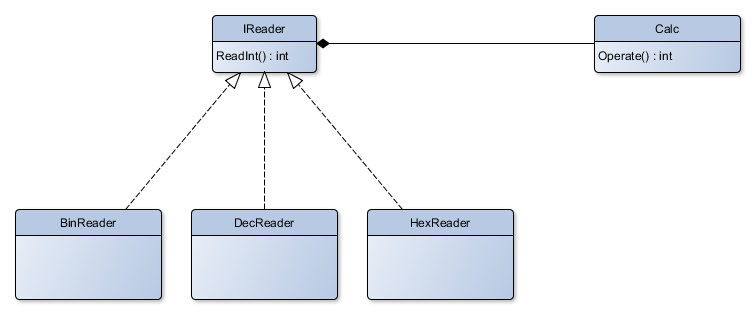 IReader
ReadInt() : int
Calc
Operate() : int
BinReader
DecReader
HexReader